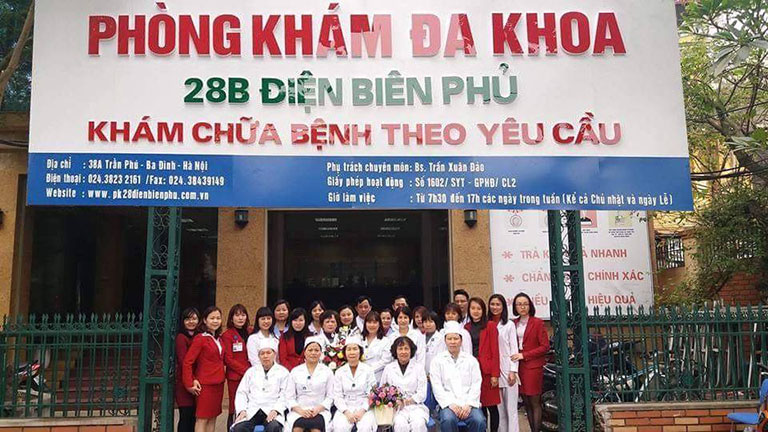 PHÒNG KHÁM ĐA KHOA
28B ĐIỆN BIÊN PHỦ
KHÁM CHỮA BỆNH THEO YÊU CẦU
Địa chỉ : 38A Trần Phú - Ba Đình - Hà Nội
Điện thoại : 024.3823 2161 /Fax: 024.38439149
Website : www.pk28dienbienphu.com.vn
Phụ trách chuyên môn: Bs. Trần Xuân Đào
Giấy phép hoạt động : Số 1602/ SYT - GPHĐ/ CL2
Giờ làm việc : Từ 7h30 đến 17h các ngày trong tuần (Kể cả Chủ nhật và ngày Lễ)
TRẢ NHANH
CHÍNH XÁC
HIỆU QUẢ